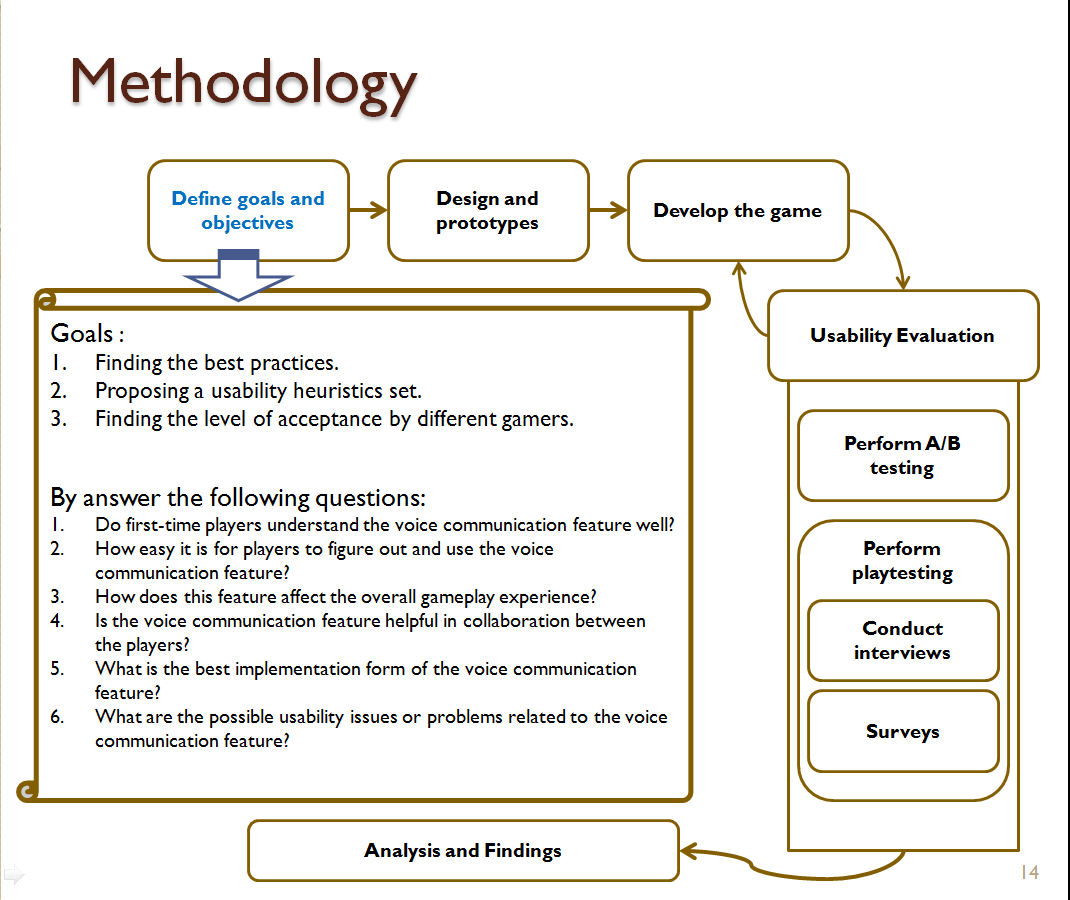 Methodology
Define goals and
objectives
Design and
prototypes
Develop the game
Usability Evaluation
Goals :
1. Finding the best practices.
2. Proposing a usability heuristics set.
3. Finding the level of acceptance by different gamers.
By answer the following questions:
1. Do first-time players understand the voice communication feature well?
2. How easy it is for players to figure out and use the voice
communication feature?
3. How does this feature affect the overall gameplay experience?
4. Is the voice communication feature helpful in collaboration between
the players?
5. What is the best implementation form of the voice communication
feature?
6. What are the possible usability issues or problems related to the voice
communication feature?
Perform A/B
testing
Perform
playtesting
Conduct
interviews
Surveys
Analysis and Findings
14